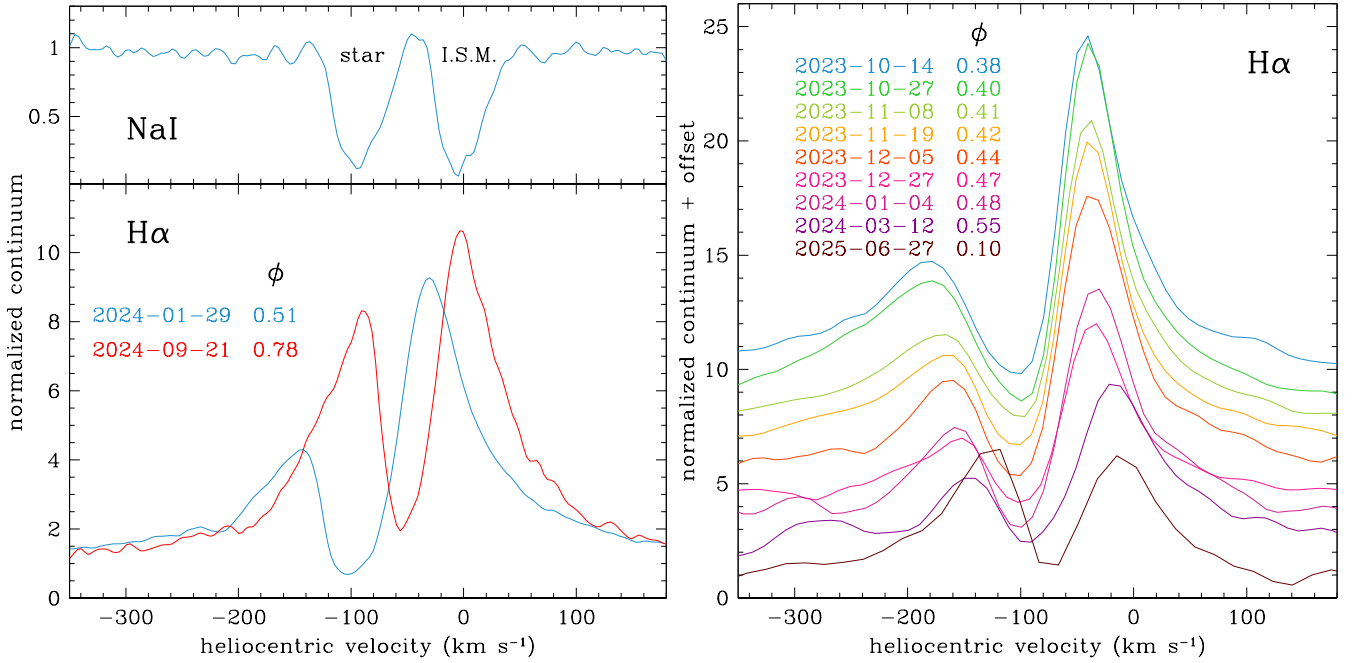 1
star
I.S.M.
0.5
NaI
normalized continuum
Hα
ϕ
10
2024-01-29 0.51
8
2024-09-21 0.78
6
4
2
0
−300 −200 −100 0 100
heliocentric velocity (km s⁻¹)
25
ϕ
Hα
2023-10-14 0.38
2023-10-27 0.40
2023-11-08 0.41
20
2023-11-19 0.42
2023-12-05 0.44
2023-12-27 0.47
2024-01-04 0.48
2024-03-12 0.55
2025-06-27 0.10
15
10
5
0
normalized continuum + offset
−300 −200 −100 0 100
heliocentric velocity (km s⁻¹)